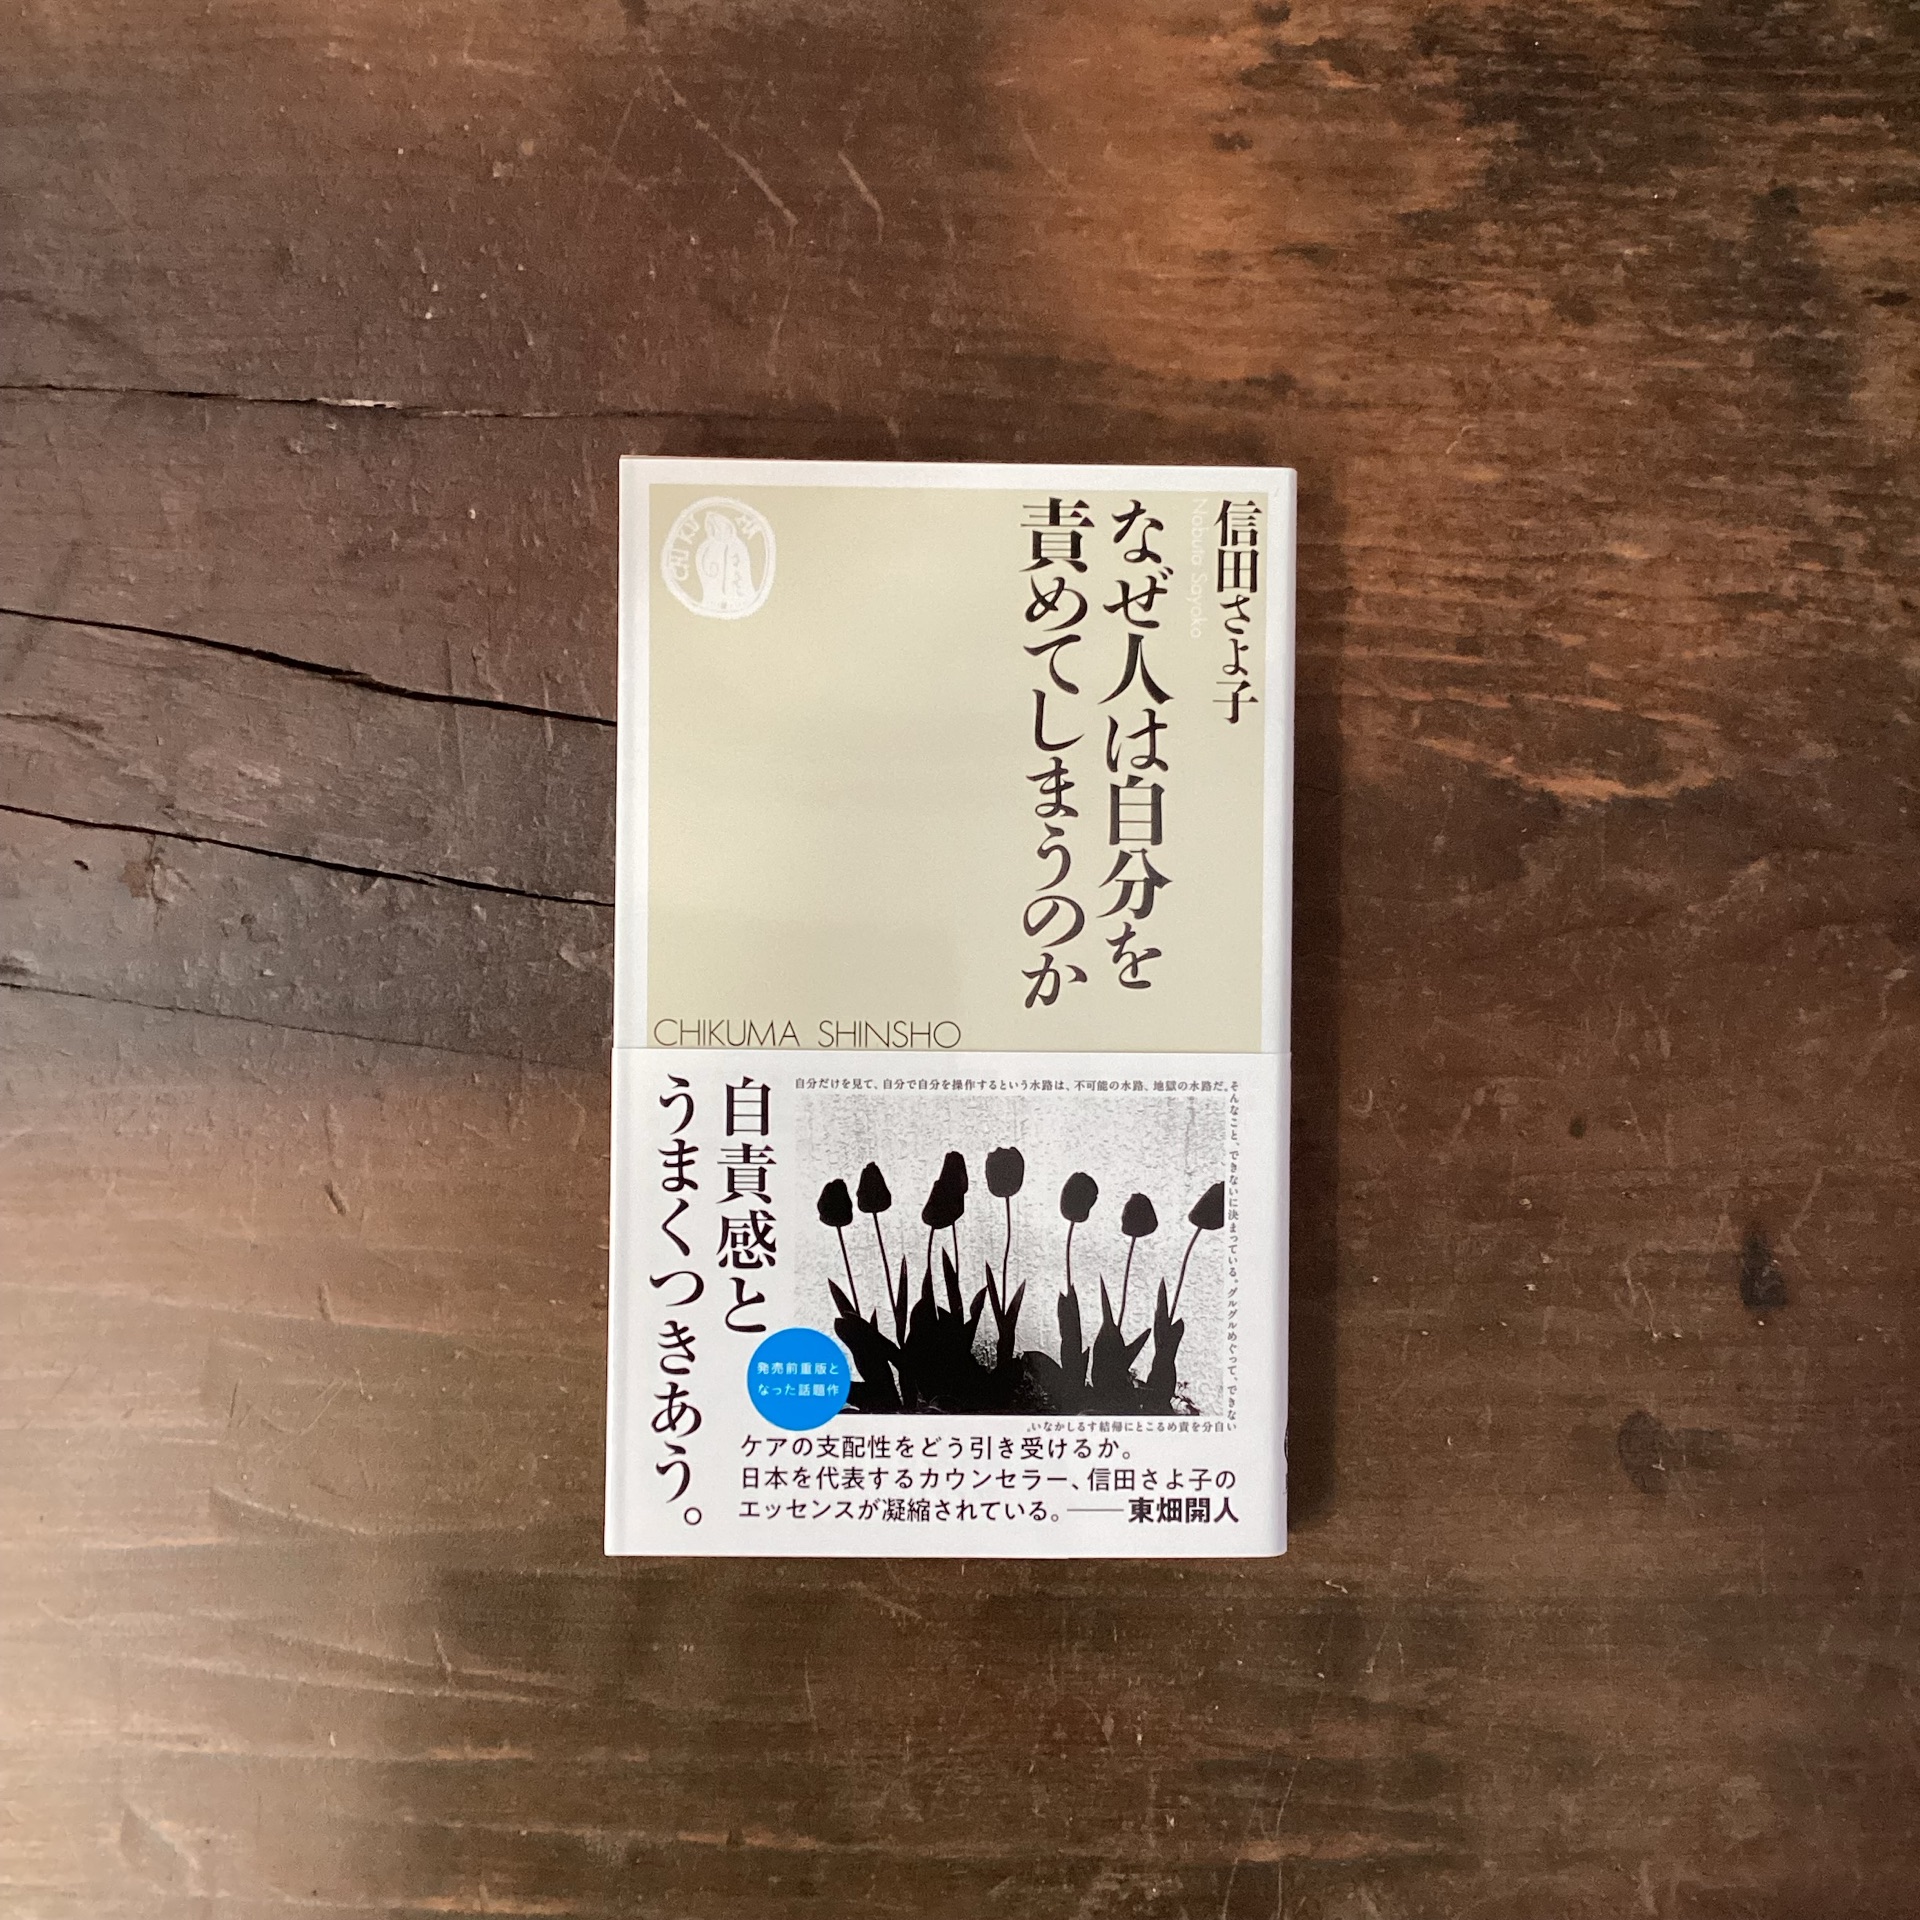 信田さよ子
Nobuta Sayoko
なぜ人は自分を
責めてしまうのか
CHIKUMA SHINSHO
自責感と
うまくつきあう。
自分だけを見て、自分で自分を操作するという水路は、不可能の水路、地獄の水路だ。
そんなこと、できないに決まっている。グルグルめぐって、できない
自分を責めることに帰結するしかない。
発売前重版と
なった話題作
ケアの支配性をどう引き受けるか。
日本を代表するカウンセラー、信田さよ子の
エッセンスが凝縮されている。——東畑開人